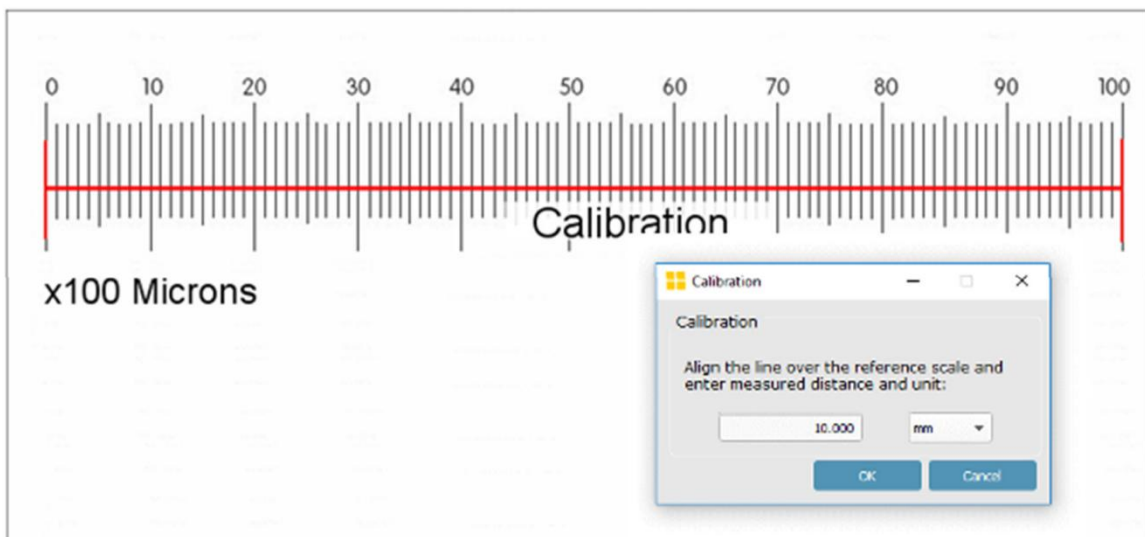 0 10 20 30 40 50 60 70 80 90 100
Calibration
x100 Microns
Calibration
Calibration
Align the line over the reference scale and
enter measured distance and unit:
10.000 mm
OK Cancel